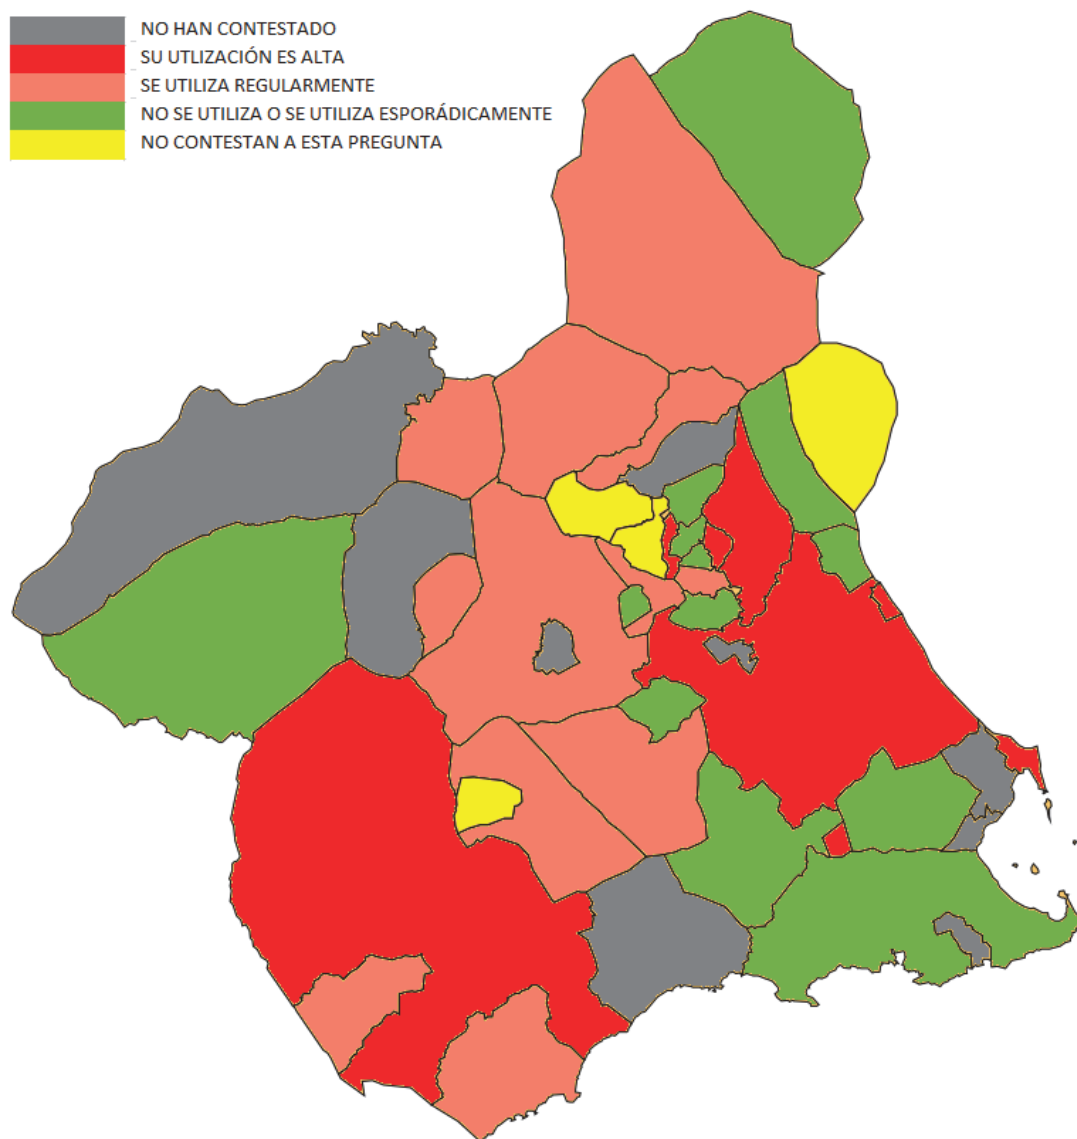 NO HAN CONTESTADO
SU UTLIZACIÓN ES ALTA
SE UTILIZA REGULARMENTE
NO SE UTILIZA O SE UTILIZA ESPORÁDICAMENTE
NO CONTESTAN A ESTA PREGUNTA